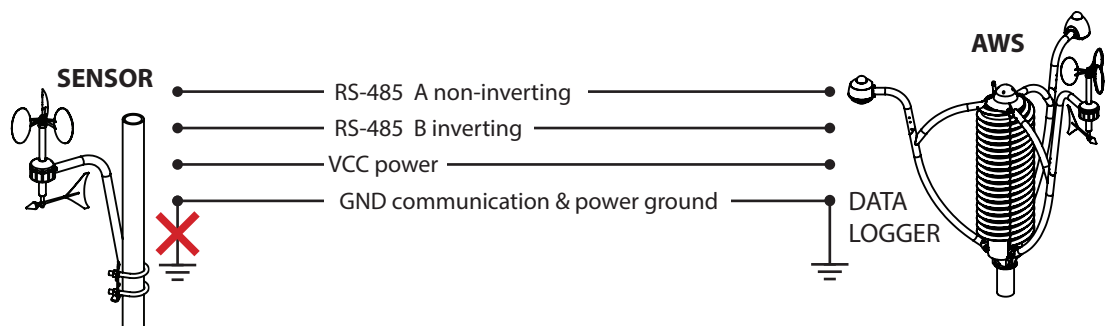 AWS
SENSOR
RS-485 A non-inverting
RS-485 B inverting
VCC power
GND communication & power ground
DATA
LOGGER